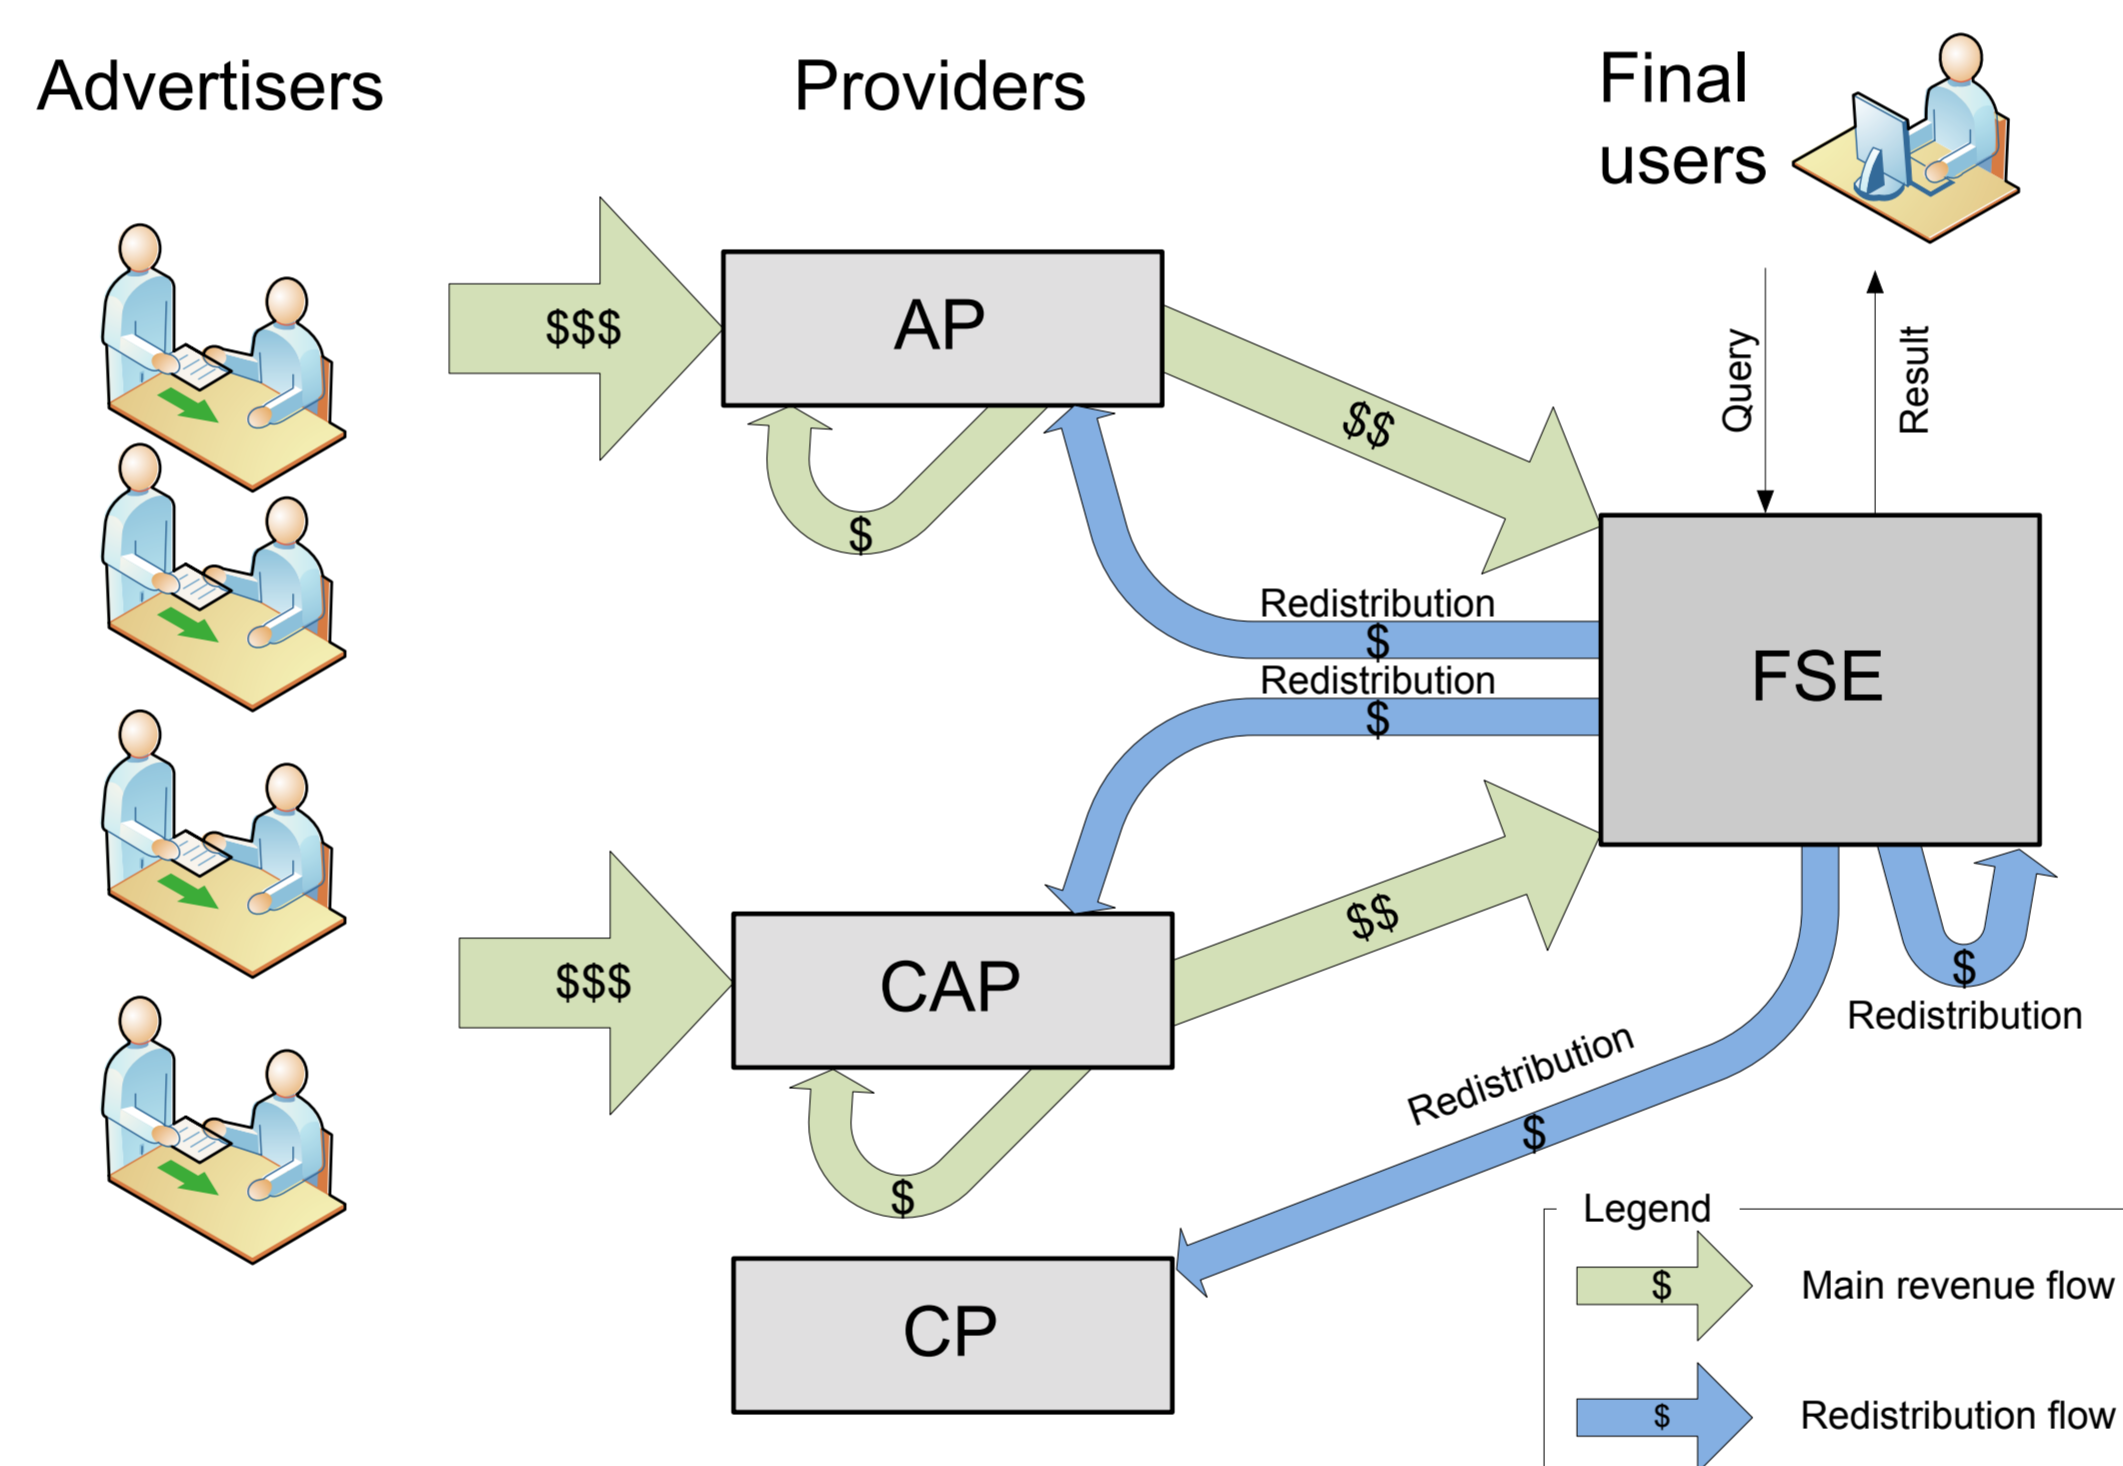 Advertisers
Providers
Final
users
$$$
AP
$$
$
Query
Result
Redistribution
$
Redistribution
$
FSE
$$$
CAP
$$
$
$
Redistribution
Redistribution
$
CP
Legend
$ Main revenue flow
$ Redistribution flow